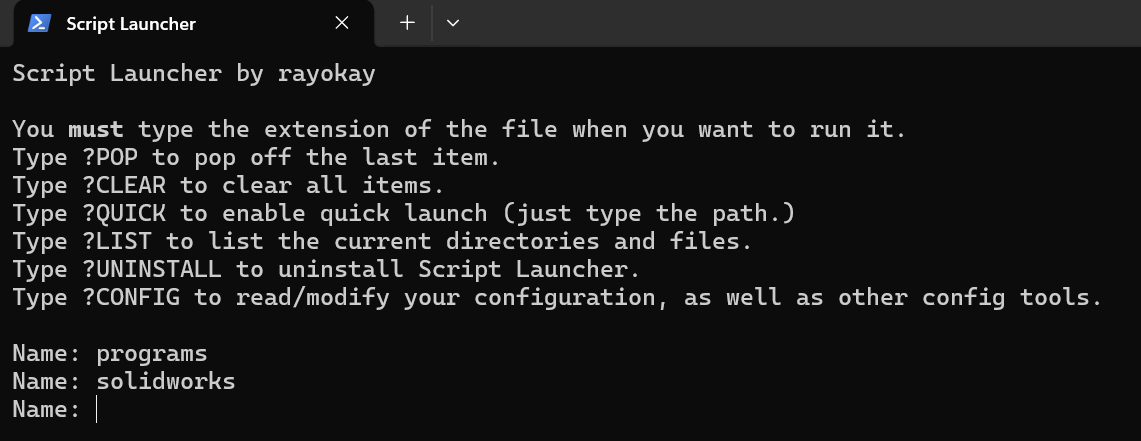 Script Launcher
Script Launcher by rayokay
You must type the extension of the file when you want to run it.
Type ?POP to pop off the last item.
Type ?CLEAR to clear all items.
Type ?QUICK to enable quick launch (just type the path.)
Type ?LIST to list the current directories and files.
Type ?UNINSTALL to uninstall Script Launcher.
Type ?CONFIG to read/modify your configuration, as well as other config tools.
Name: programs
Name: solidworks
Name: